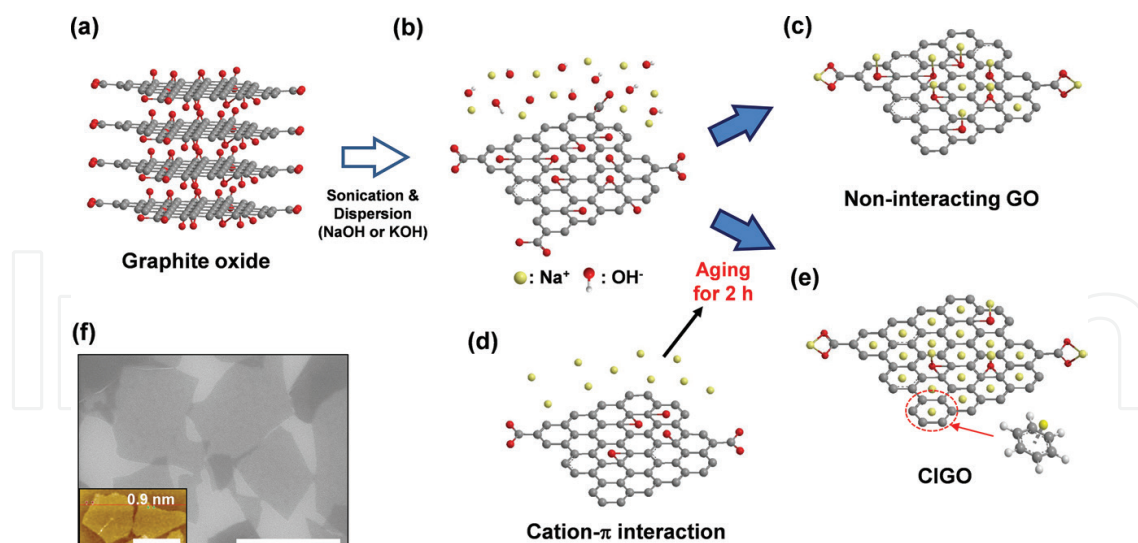 (a)
Graphite oxide
Sonication &
Dispersion
(NaOH or KOH)
(b)
: Na⁺ : OH⁻
(c)
Non-interacting GO
Aging
for 2 h
(d)
Cation-π interaction
(e)
CIGO
(f)
0.9 nm